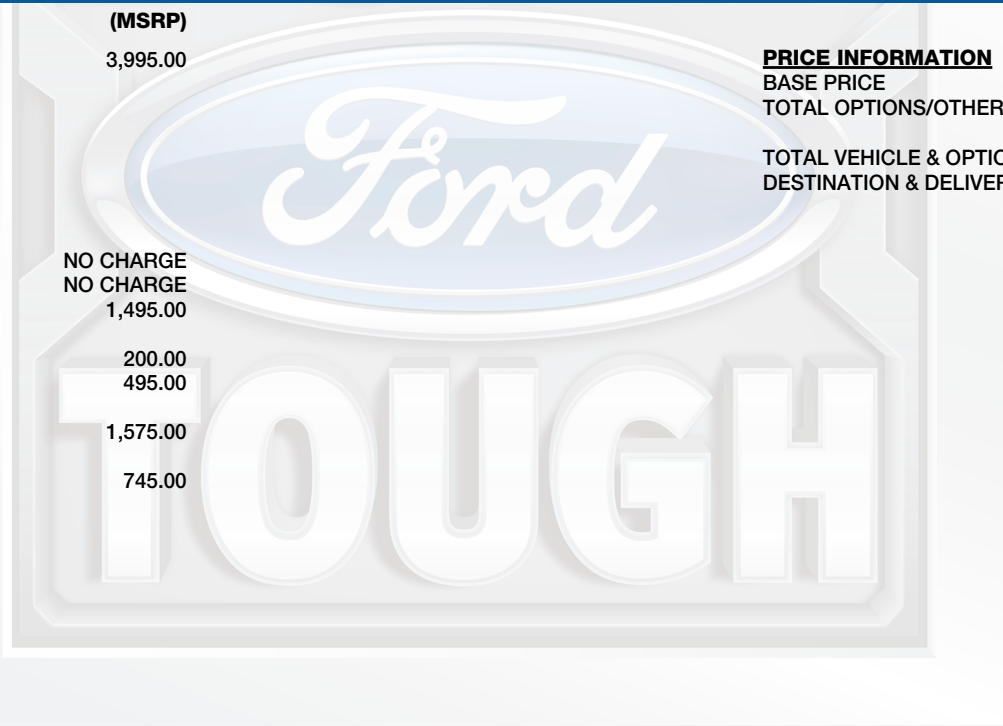 (MSRP)
3,995.00
NO CHARGE
NO CHARGE
1,495.00
200.00
495.00
1,575.00
745.00
PRICE INFORMATION
BASE PRICE
TOTAL OPTIONS/OTHER
TOTAL VEHICLE & OPTIO
DESTINATION & DELIVER
Ford
TOUGH